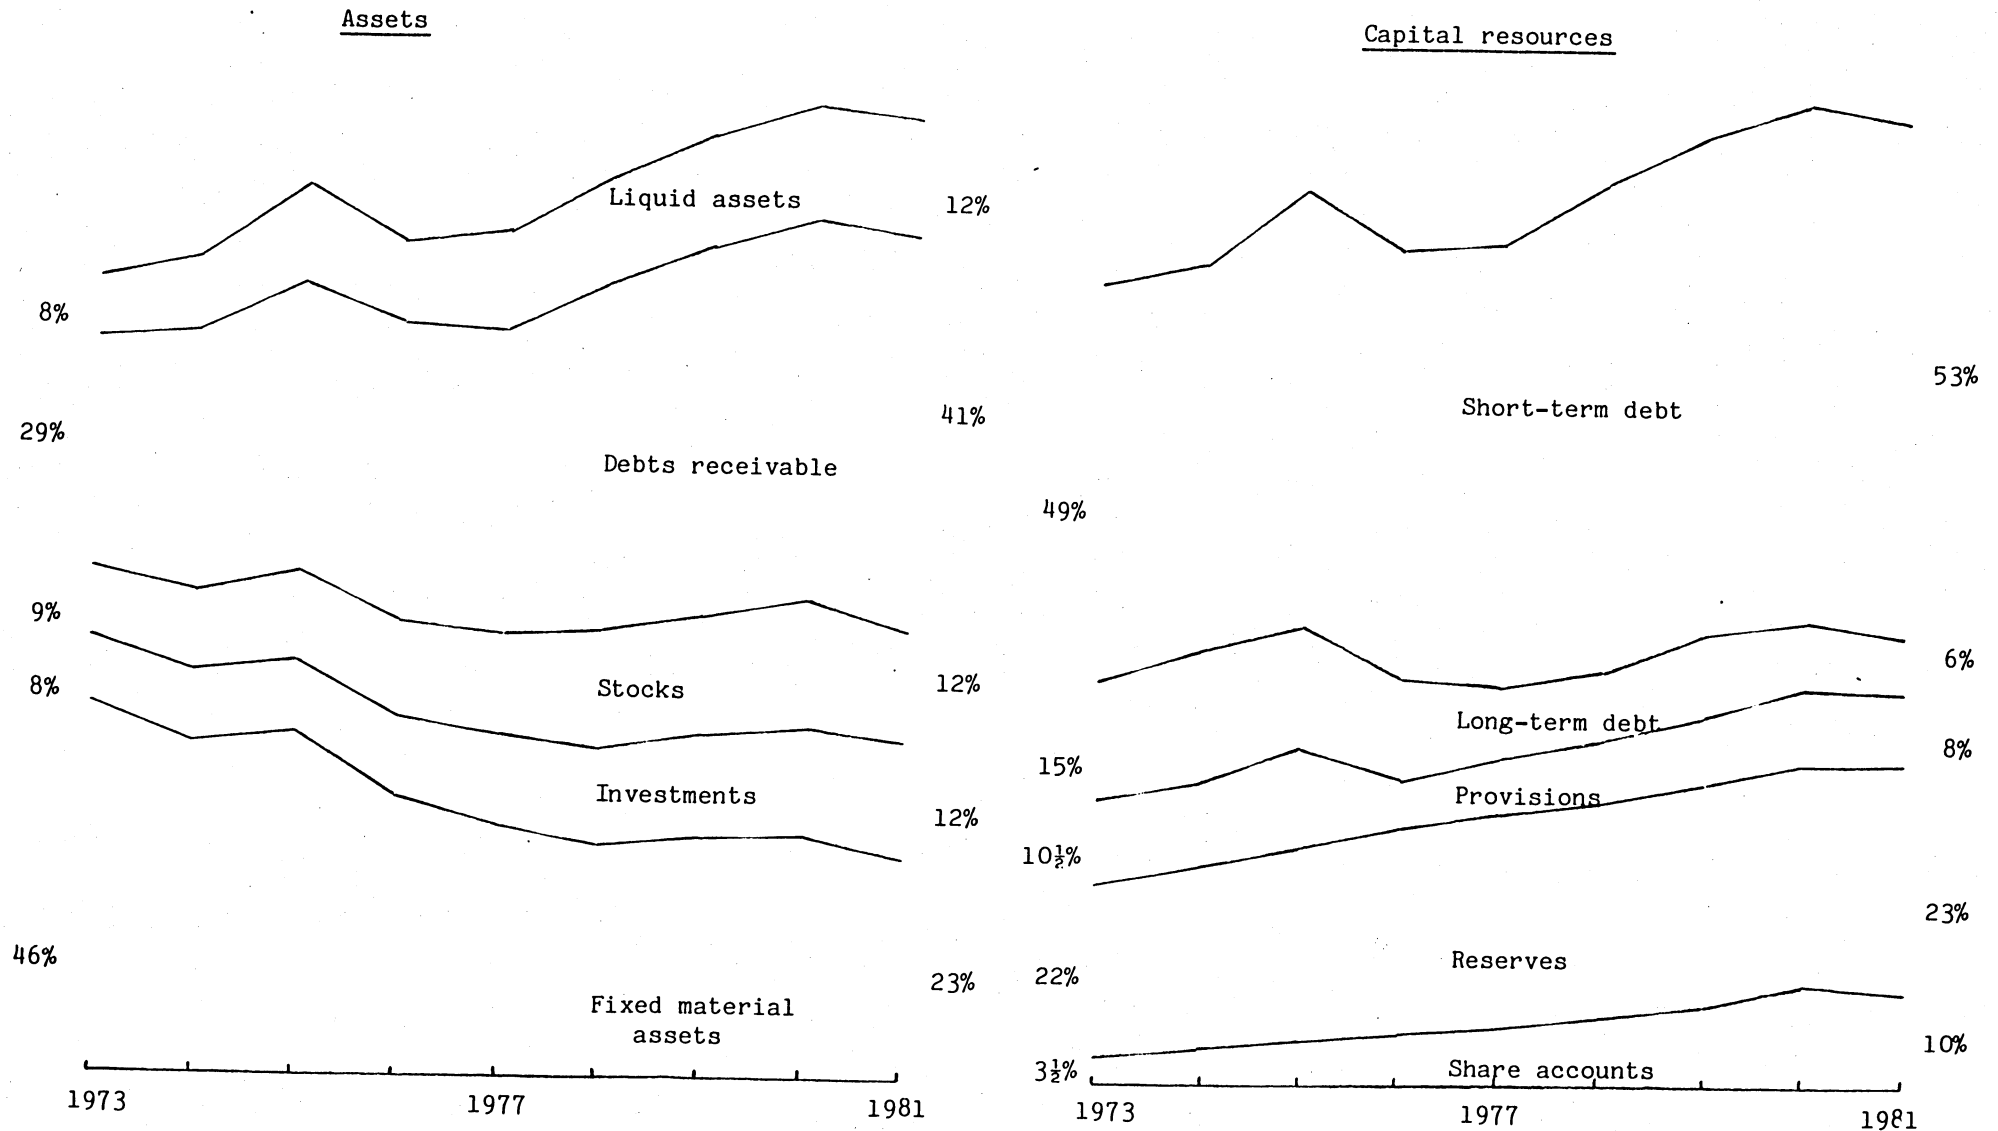 Assets
Liquid assets
12%
8%
41%
29%
Debts receivable
9%
8%
Stocks
12%
Investments
12%
46%
23%
Fixed material
assets
1973
1977
1981
Capital resources
53%
Short-term debt
49%
6%
Long-term debt
8%
15%
Provisions
10½%
23%
Reserves
22%
10%
3½%
Share accounts
1973
1977
1981